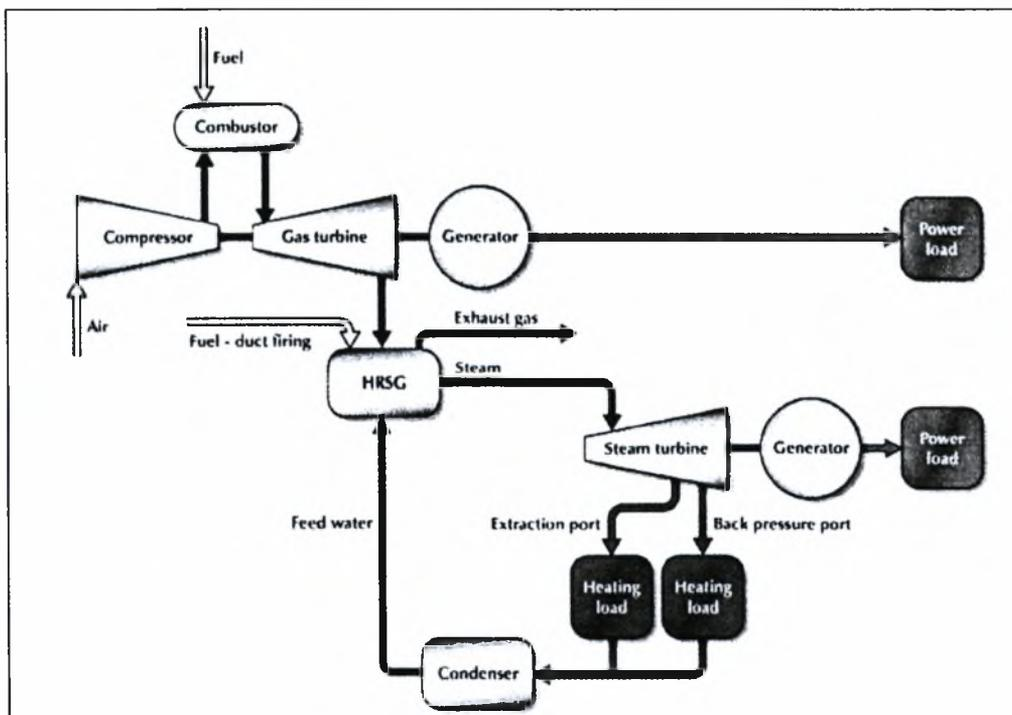 Fuel
Combustor
Compressor
Gas turbine
Generator
Power
load
Air
Fuel - duct firing
Exhaust gas
HRSG
Steam
Steam turbine
Generator
Power
load
Feed water
Extraction port
Back pressure port
Heating
load
Heating
load
Condenser